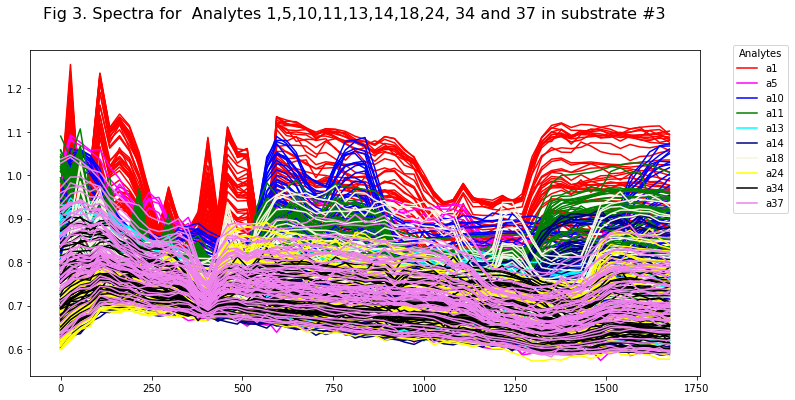 Fig 3. Spectra for  Analytes 1,5,10,11,13,14,18,24, 34 and 37 in substrate #3
Analytes
a1
a5
a10
a11
a13
a14
a18
a24
a34
a37
1.2
1.1
1.0
0.9
0.8
0.7
0.6
0 250 500 750 1000 1250 1500 1750